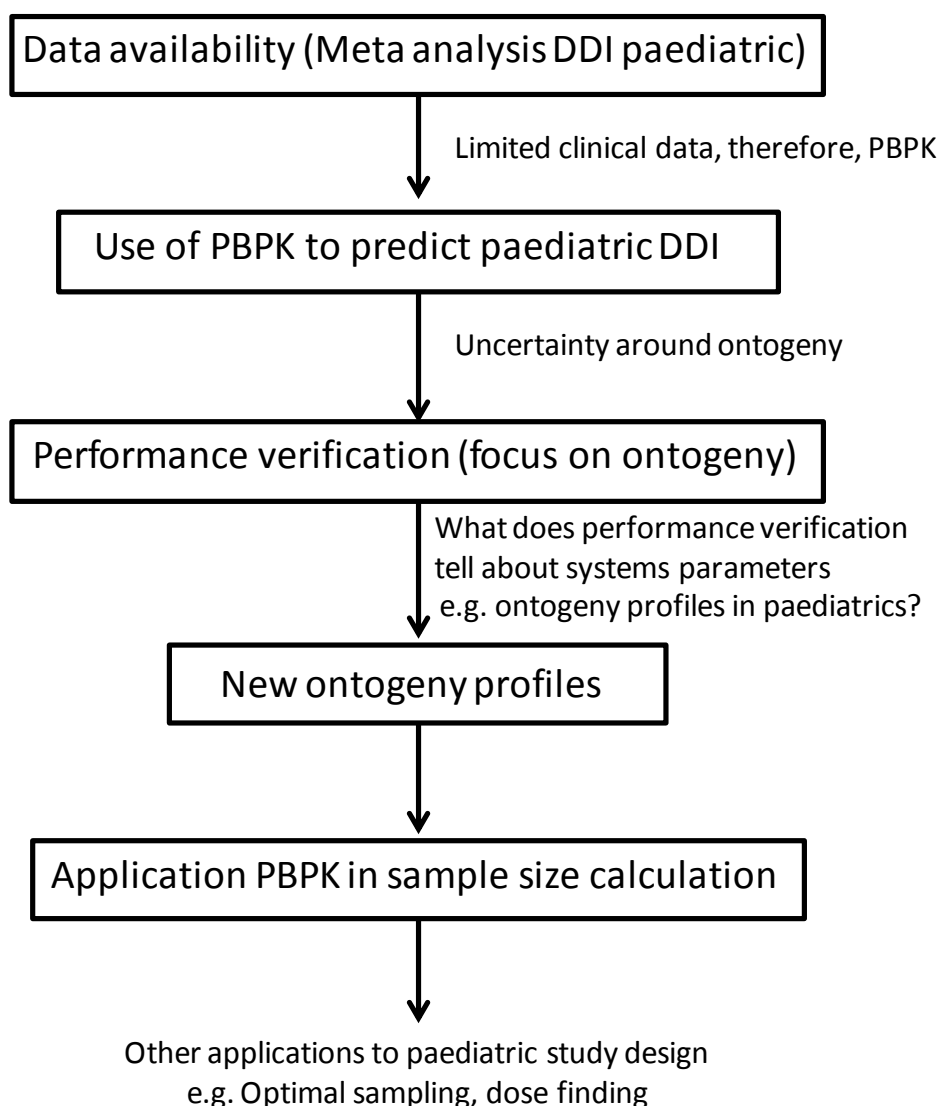 Data availability (Meta analysis DDI paediatric)
Limited clinical data, therefore, PBPK
Use of PBPK to predict paediatric DDI
Uncertainty around ontogeny
Performance verification (focus on ontogeny)
What does performance verification
tell about systems parameters
e.g. ontogeny profiles in paediatrics?
New ontogeny profiles
Application PBPK in sample size calculation
Other applications to paediatric study design
e.g. Optimal sampling, dose finding